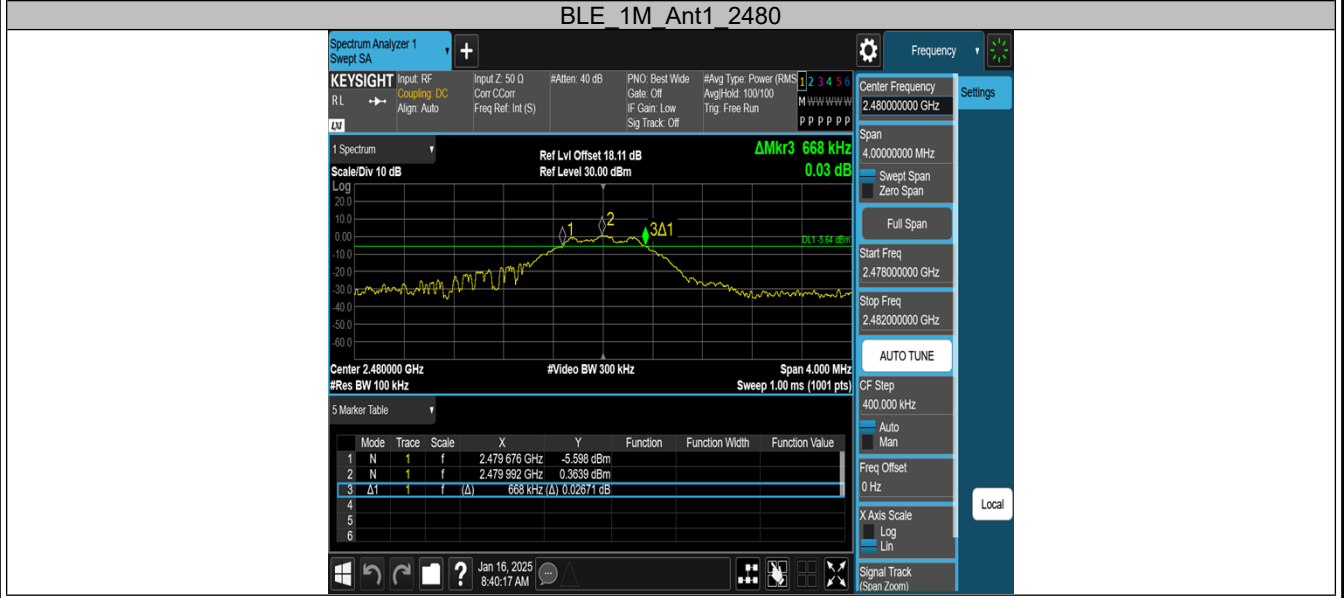 BLE_1M_Ant1_2480
Spectrum Analyzer 1
Swept SA
+
Frequency
KEYSIGHT
RL
LXI
Input: RF
Coupling: DC
Align: Auto
Input Z: 50 Ω
Corr CCorr
Freq Ref: Int (S)
#Atten: 40 dB
PNO: Best Wide
Gate: Off
IF Gain: Low
Sig Track: Off
#Avg Type: Power (RMS
Avg|Hold: 100/100
Trig: Free Run
1 2 3 4 5 6
M W W W W W
P P P P P P
1 Spectrum
Scale/Div 10 dB
Ref Lvl Offset 18.11 dB
Ref Level 30.00 dBm
ΔMkr3 668 kHz
0.03 dB
Log
20.0
10.0
0.00
-10.0
-20.0
-30.0
-40.0
-50.0
-60.0
1
2
3Δ1
DL1 -5.64 dBm
Center 2.480000 GHz
#Res BW 100 kHz
#Video BW 300 kHz
Span 4.000 MHz
Sweep 1.00 ms (1001 pts)
5 Marker Table
Mode Trace Scale X Y Function Function Width Function Value
1 N 1 f 2.479 676 GHz -5.598 dBm
2 N 1 f 2.479 992 GHz 0.3639 dBm
3 Δ1 1 f (Δ) 668 kHz (Δ) 0.02671 dB
4
5
6
?
Jan 16, 2025
8:40:17 AM
Center Frequency
2.480000000 GHz
Span
4.00000000 MHz
Swept Span
Zero Span
Full Span
Start Freq
2.478000000 GHz
Stop Freq
2.482000000 GHz
AUTO TUNE
CF Step
400.000 kHz
Auto
Man
Freq Offset
0 Hz
X Axis Scale
Log
Lin
Signal Track
(Span Zoom)
Settings
Local